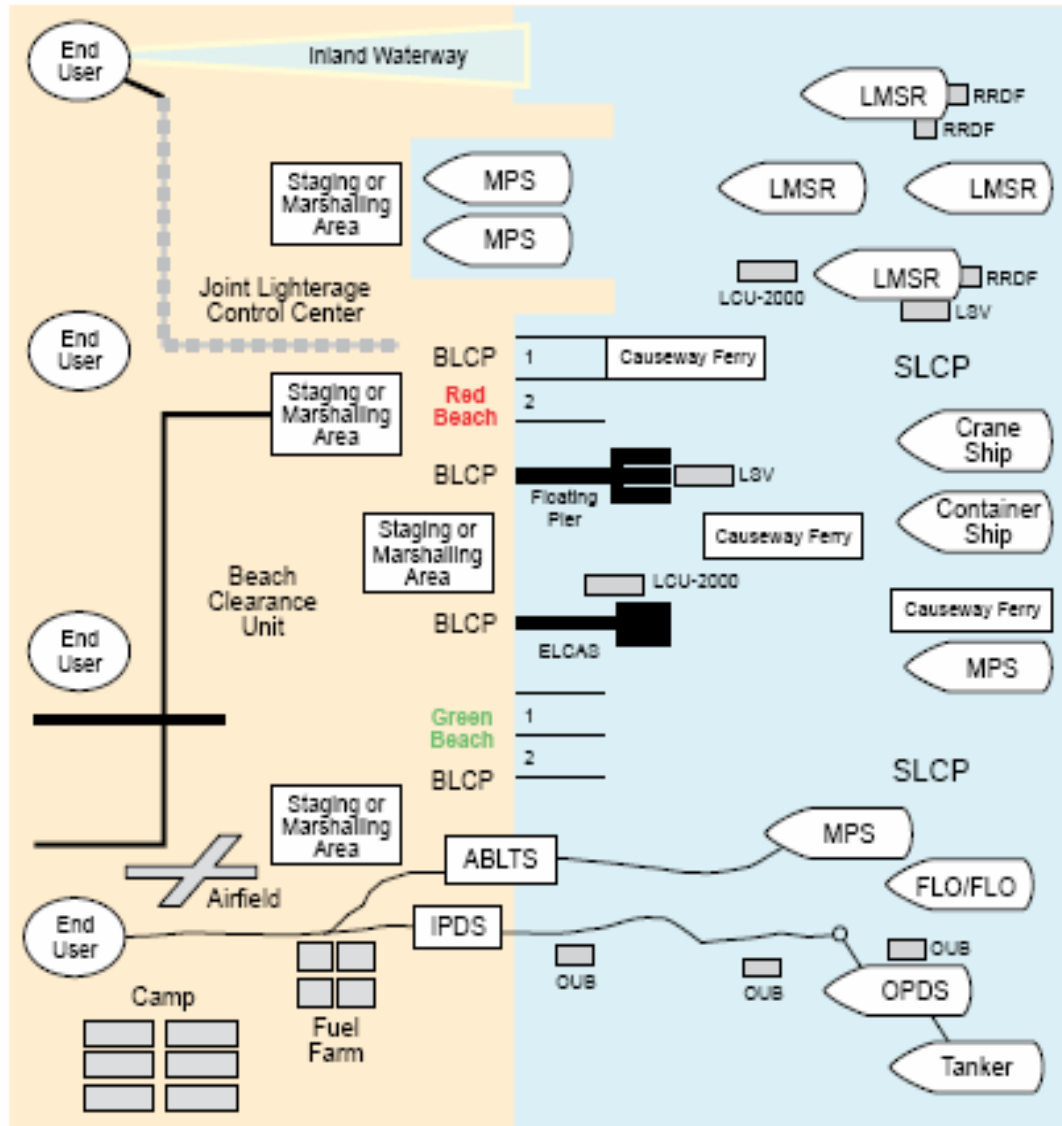 End
User
Inland Waterway
LMSR
RRDF
RRDF
Staging or
Marshalling
Area
MPS
MPS
LMSR
LMSR
LCU-2000
LMSR
RRDF
LSV
Joint Lighterage
Control Center
End
User
BLCP
1
Causeway Ferry
SLCP
Staging or
Marshalling
Area
Red
Beach
2
Crane
Ship
BLCP
Floating
Pier
LSV
Container
Ship
Staging or
Marshalling
Area
Causeway Ferry
Beach
Clearance
Unit
LCU-2000
BLCP
ELCAS
Causeway Ferry
End
User
MPS
Green
Beach
1
2
BLCP
SLCP
Staging or
Marshalling
Area
MPS
ABLTS
FLO/FLO
Airfield
End
User
IPDS
OUB
OUB
OUB
OPDS
Camp
Fuel
Farm
Tanker